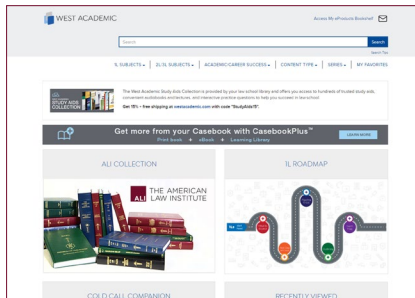 WEST ACADEMIC
Access My eProducts Bookshelf
Search
Search
Search Tips
1L SUBJECTS
2L/3L SUBJECTS
ACADEMIC/CAREER SUCCESS
CONTENT TYPE
SERIES
MY FAVORITES
STUDY AIDS
COLLECTION
The West Academic Study Aids Collection is provided by your law school library and offers you access to hundreds of trusted study aids,
convenient audiobooks and lectures, and interactive practice questions to help you succeed in law school.
Get 15% + free shipping at westacademic.com with code "StudyAids15".
Get more from your Casebook with CasebookPlus™
Print book + eBook + Learning Library
LEARN MORE
ALI COLLECTION
1L ROADMAP
ALI
THE AMERICAN
LAW INSTITUTE
COLD CALL COMPANION
RECENTLY VIEWED